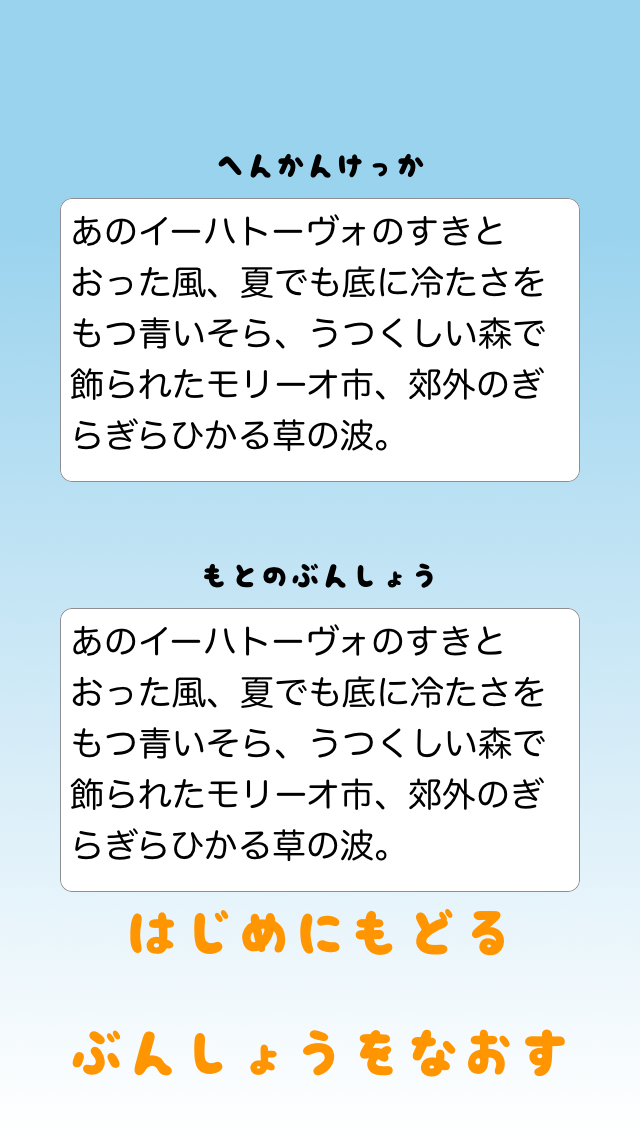 へんかんけっか
あのイーハトーヴォのすきと
おった風、夏でも底に冷たさを
もつ青いそら、うつくしい森で
飾られたモリーオ市、郊外のぎ
らぎらひかる草の波。
もとのぶんしょう
あのイーハトーヴォのすきと
おった風、夏でも底に冷たさを
もつ青いそら、うつくしい森で
飾られたモリーオ市、郊外のぎ
らぎらひかる草の波。
はじめにもどる
ぶんしょうをなおす